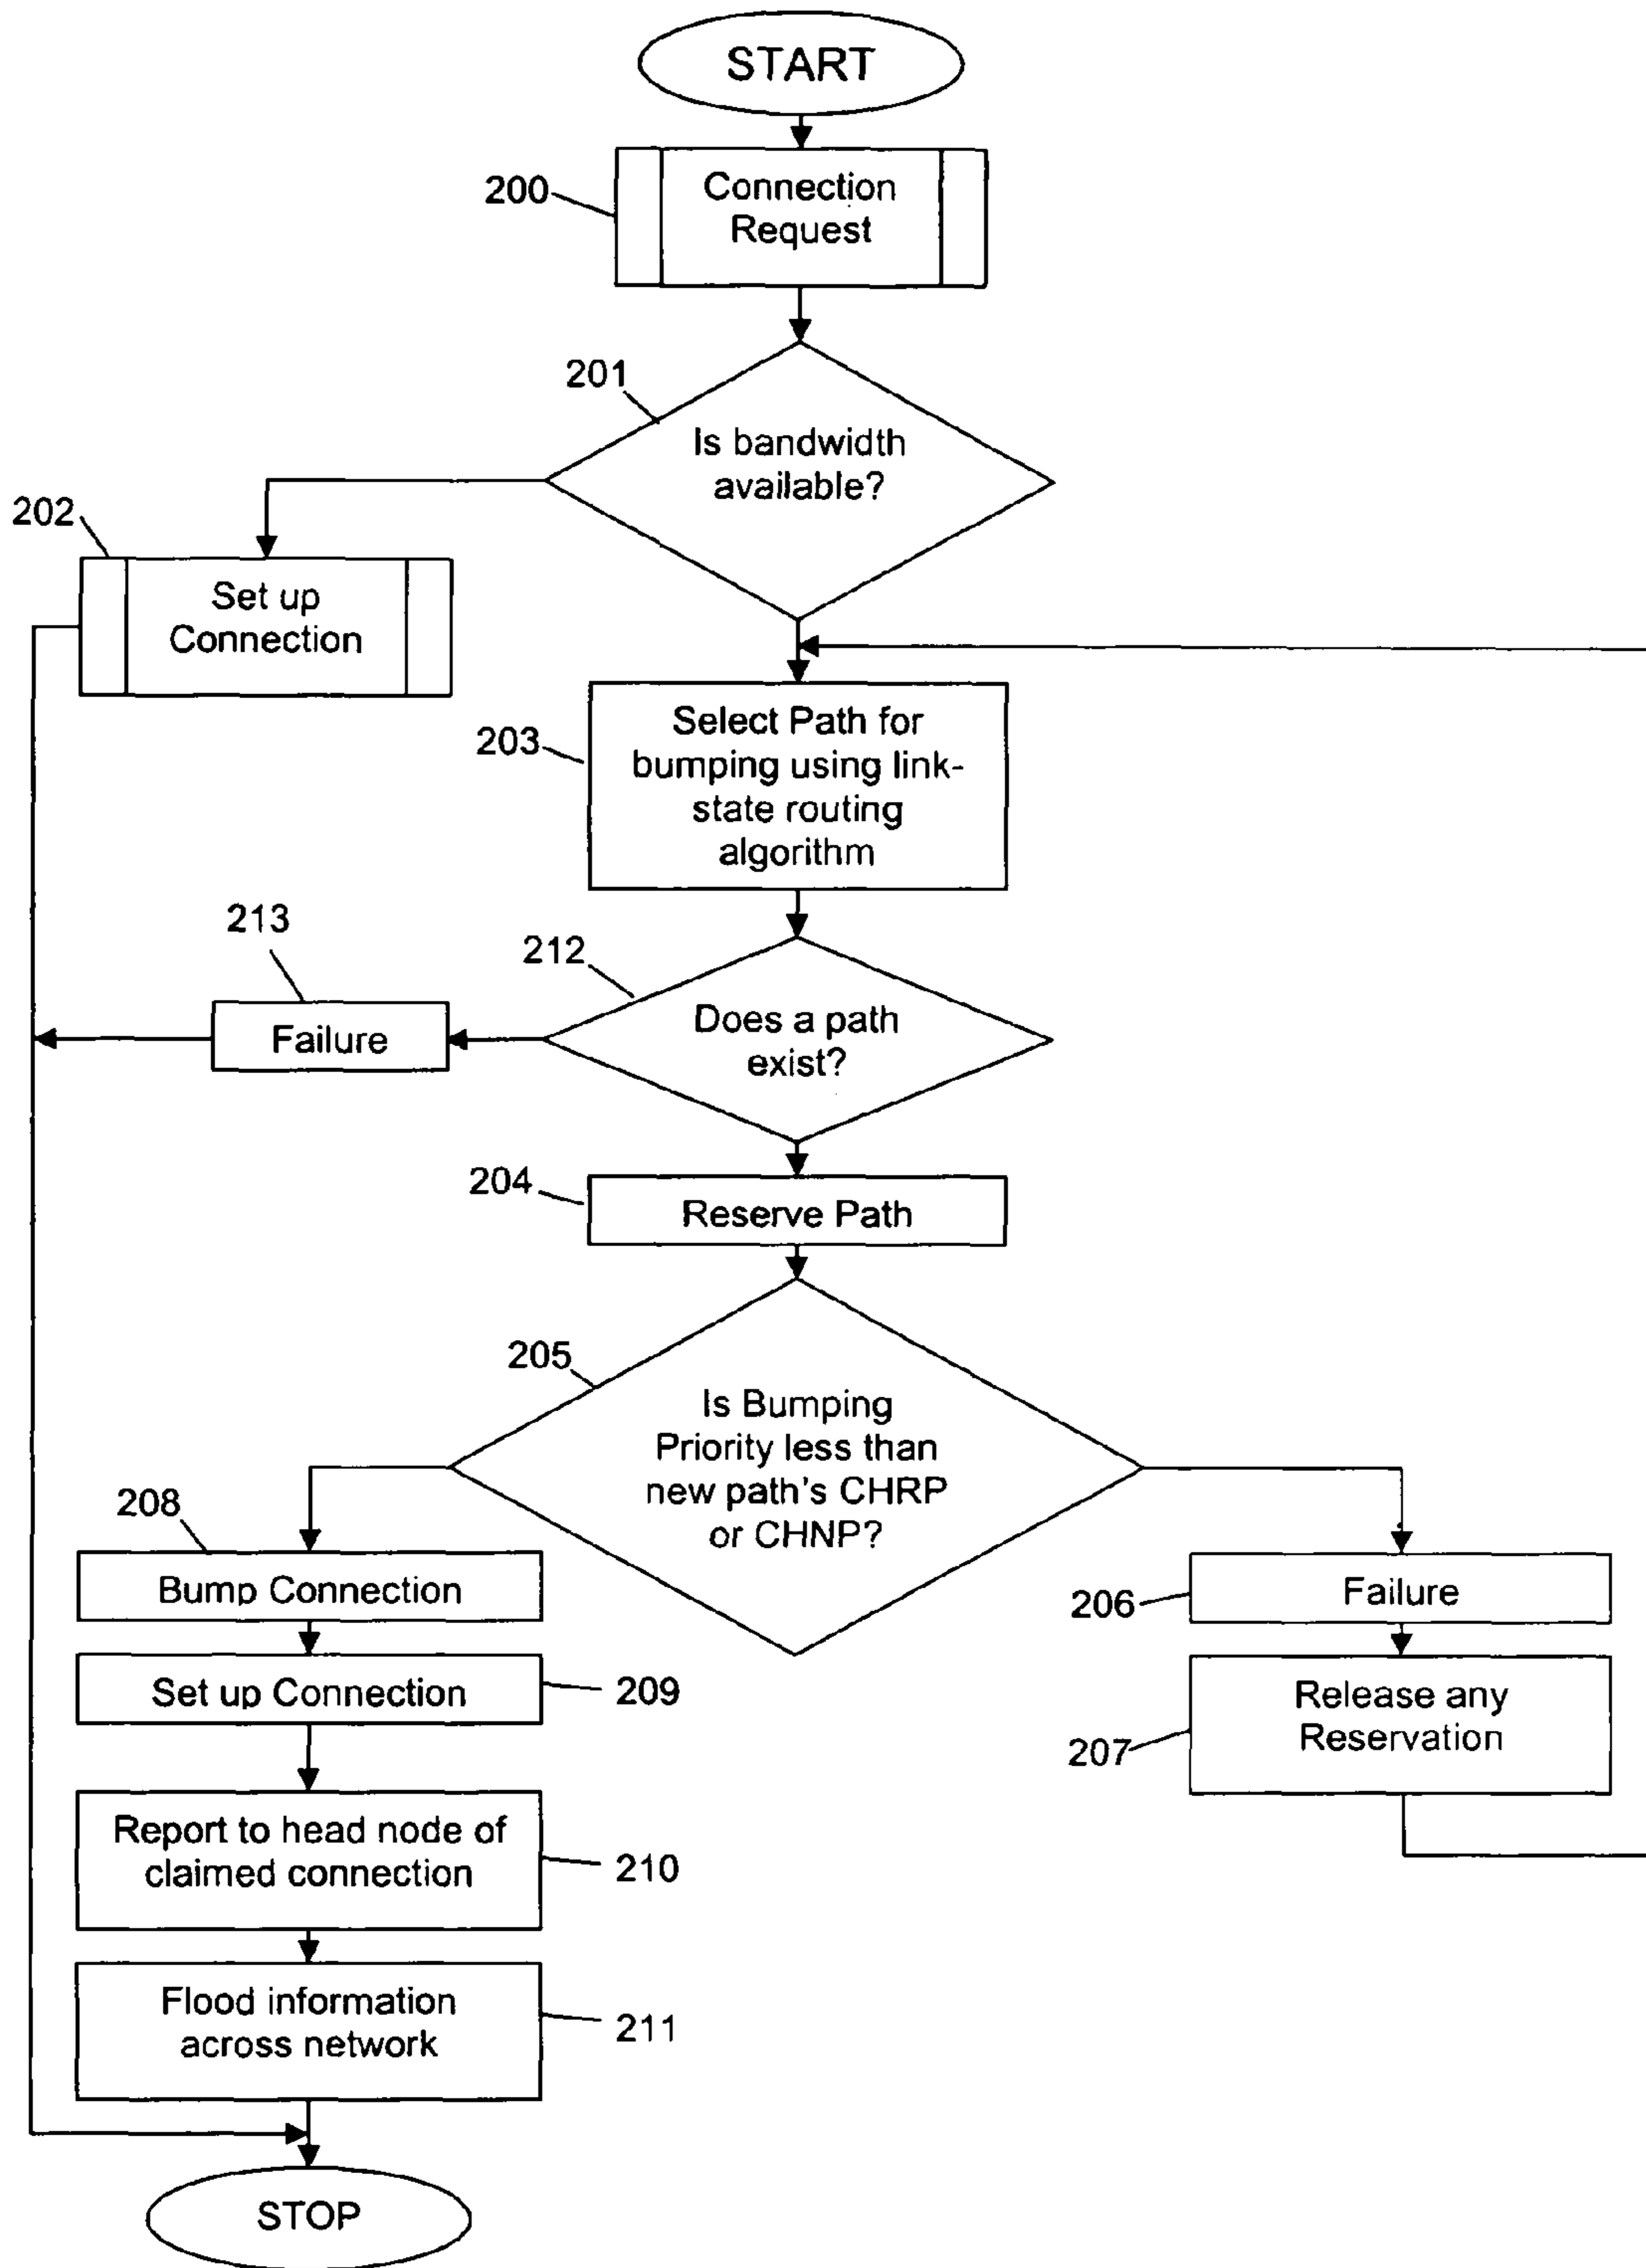 START
200
Connection
Request
201
Is bandwidth
available?
202
Set up
Connection
203
Select Path for
bumping using link-
state routing
algorithm
213
212
Failure
Does a path
exist?
204
Reserve Path
205
Is Bumping
Priority less than
new path's CHRP
or CHNP?
208
Bump Connection
206
Failure
Set up Connection
209
Release any
Reservation
207
Report to head node of
claimed connection
210
Flood information
across network
211
STOP